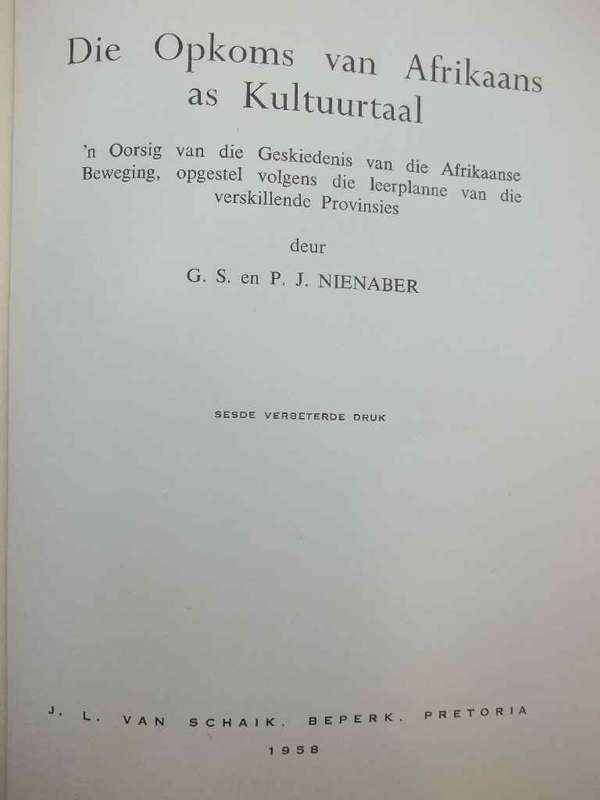 Die Opkoms van Afrikaans
as Kultuurtaal
'n Oorsig van die Geskiedenis van die Afrikaanse
Beweging, opgestel volgens die leerplanne van die
verskillende Provinsies
deur
G. S. en P. J. NIENABER
SESDE VERBETERDE DRUK
J. L. VAN SCHAIK, BEPERK, PRETORIA
1958